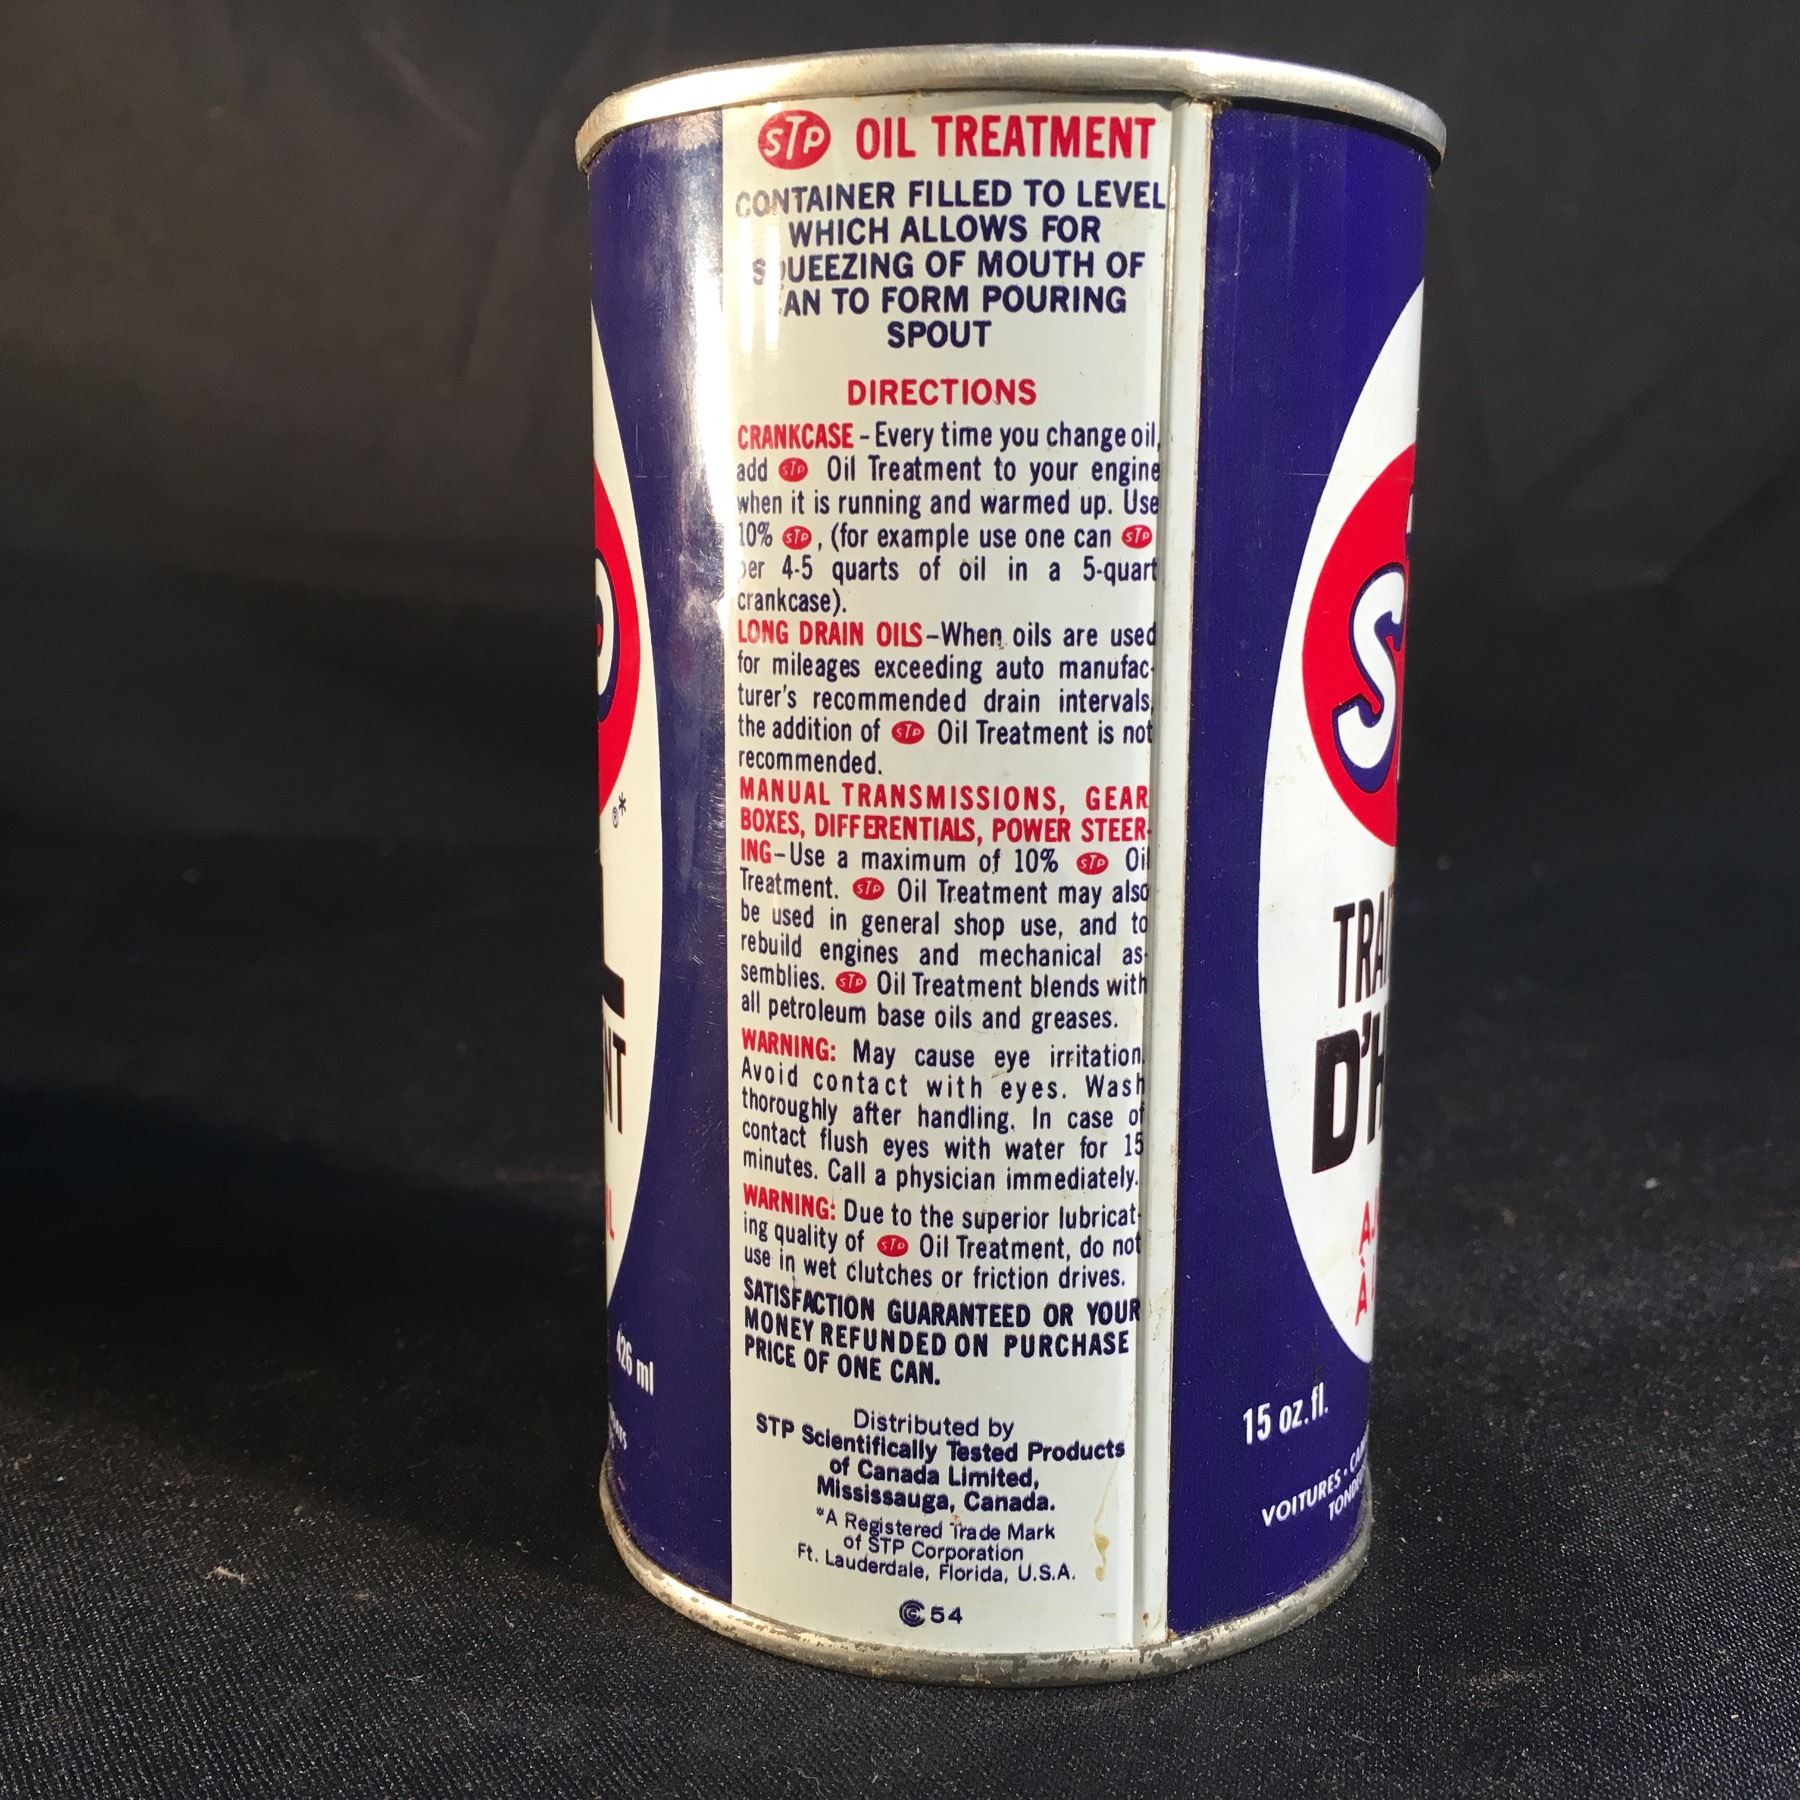 STP OIL TREATMENT
CONTAINER FILLED TO LEVEL
WHICH ALLOWS FOR
SQUEEZING OF MOUTH OF
CAN TO FORM POURING
SPOUT
DIRECTIONS
CRANKCASE - Every time you change oil,
add STP Oil Treatment to your engine
when it is running and warmed up. Use
10% STP, (for example use one can STP
per 4-5 quarts of oil in a 5-quart
crankcase).
LONG DRAIN OILS-When oils are used
for mileages exceeding auto manufac-
turer's recommended drain intervals,
the addition of STP Oil Treatment is not
recommended.
MANUAL TRANSMISSIONS, GEAR
BOXES, DIFFERENTIALS, POWER STEER-
ING-Use a maximum of 10% STP Oil
Treatment. STP Oil Treatment may also
be used in general shop use, and to
rebuild engines and mechanical as-
semblies. STP Oil Treatment blends with
all petroleum base oils and greases.
WARNING: May cause eye irritation.
Avoid contact with eyes. Wash
thoroughly after handling. In case of
contact flush eyes with water for 15
minutes. Call a physician immediately.
WARNING: Due to the superior lubricat-
ing quality of STP Oil Treatment, do not
use in wet clutches or friction drives.
SATISFACTION GUARANTEED OR YOUR
MONEY REFUNDED ON PURCHASE
PRICE OF ONE CAN.
Distributed by
STP Scientifically Tested Products
of Canada Limited,
Mississauga, Canada.
*A Registered Trade Mark
of STP Corporation
Ft. Lauderdale, Florida, U.S.A.
54
426 ml
D'H
15 oz. fl.
VOITURES •